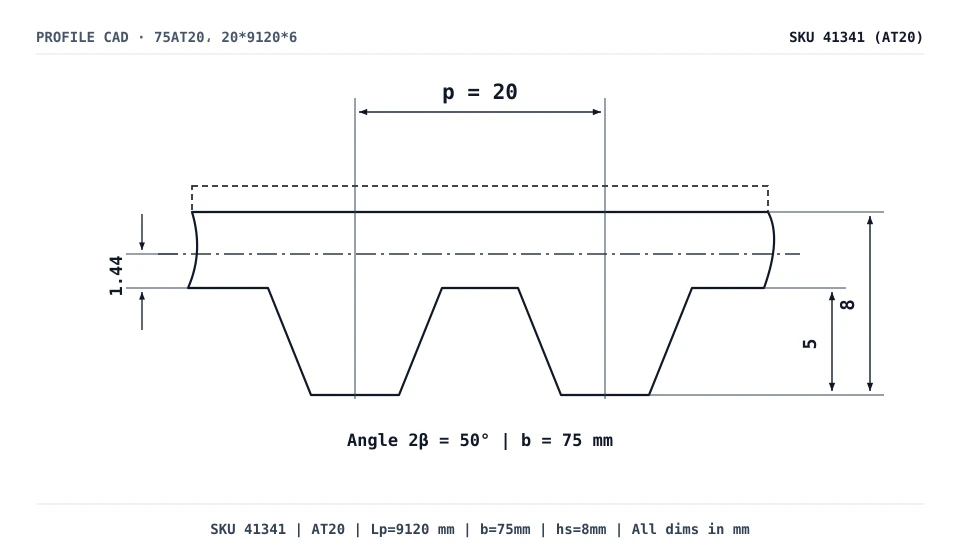 PROFILE CAD · 75AT20. 20*9120*6
SKU 41341 (AT20)
p = 20
1.44
8
5
Angle 2β = 50° | b = 75 mm
SKU 41341 | AT20 | Lp=9120 mm | b=75mm | hs=8mm | All dims in mm